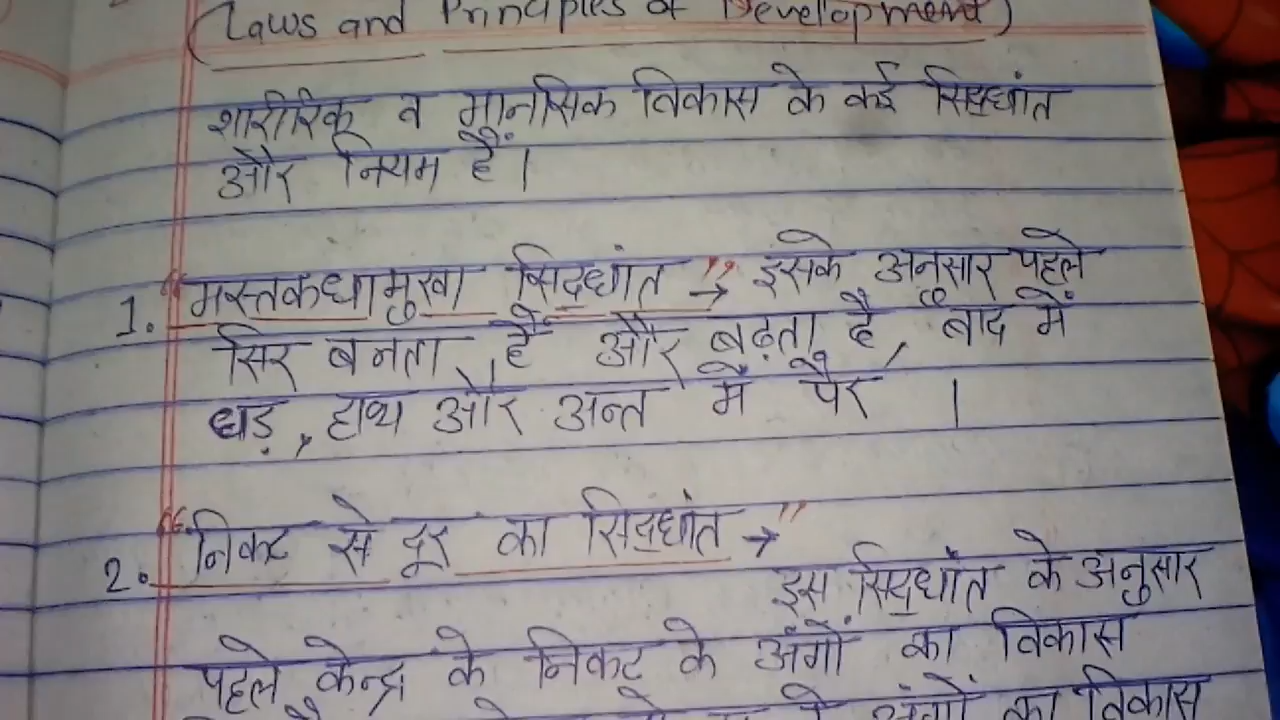 (Laws and Principles of Development)
शारीरिक व मानसिक विकास के कई सिद्धांत
और नियम हैं।
1. "मस्तकधामुखा सिद्धांत" → इसके अनुसार पहले
सिर बनता है और बढ़ता है, बाद में
धड़, हाथ और अन्त में पैर ।
2. "निकट से दूर का सिद्धांत →"
इस सिद्धांत के अनुसार
पहले केन्द्र के निकट के अंगों का विकास
अंगों का विकास